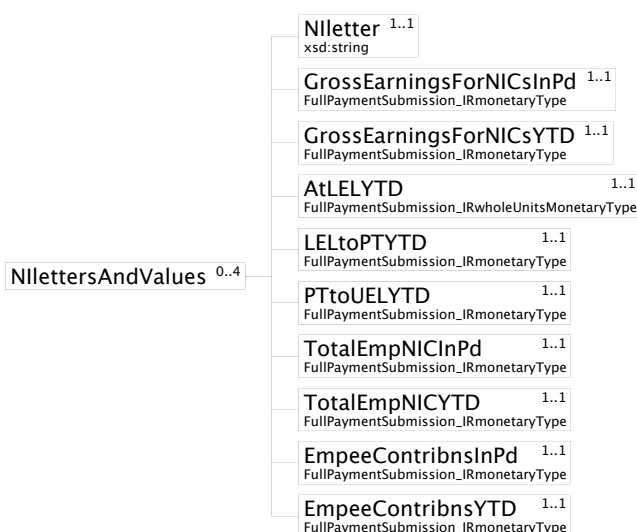 NIletter 1..1
xsd:string
GrossEarningsForNICsInPd 1..1
FullPaymentSubmission_IRmonetaryType
GrossEarningsForNICsYTD 1..1
FullPaymentSubmission_IRmonetaryType
AtLELYTD 1..1
FullPaymentSubmission_IRwholeUnitsMonetaryType
LELtoPTYTD 1..1
FullPaymentSubmission_IRmonetaryType
NIlettersAndValues 0..4
PTtoUELYTD 1..1
FullPaymentSubmission_IRmonetaryType
TotalEmpNICInPd 1..1
FullPaymentSubmission_IRmonetaryType
TotalEmpNICYTD 1..1
FullPaymentSubmission_IRmonetaryType
EmpeeContribnsInPd 1..1
FullPaymentSubmission_IRmonetaryType
EmpeeContribnsYTD 1..1
FullPaymentSubmission_IRmonetaryType